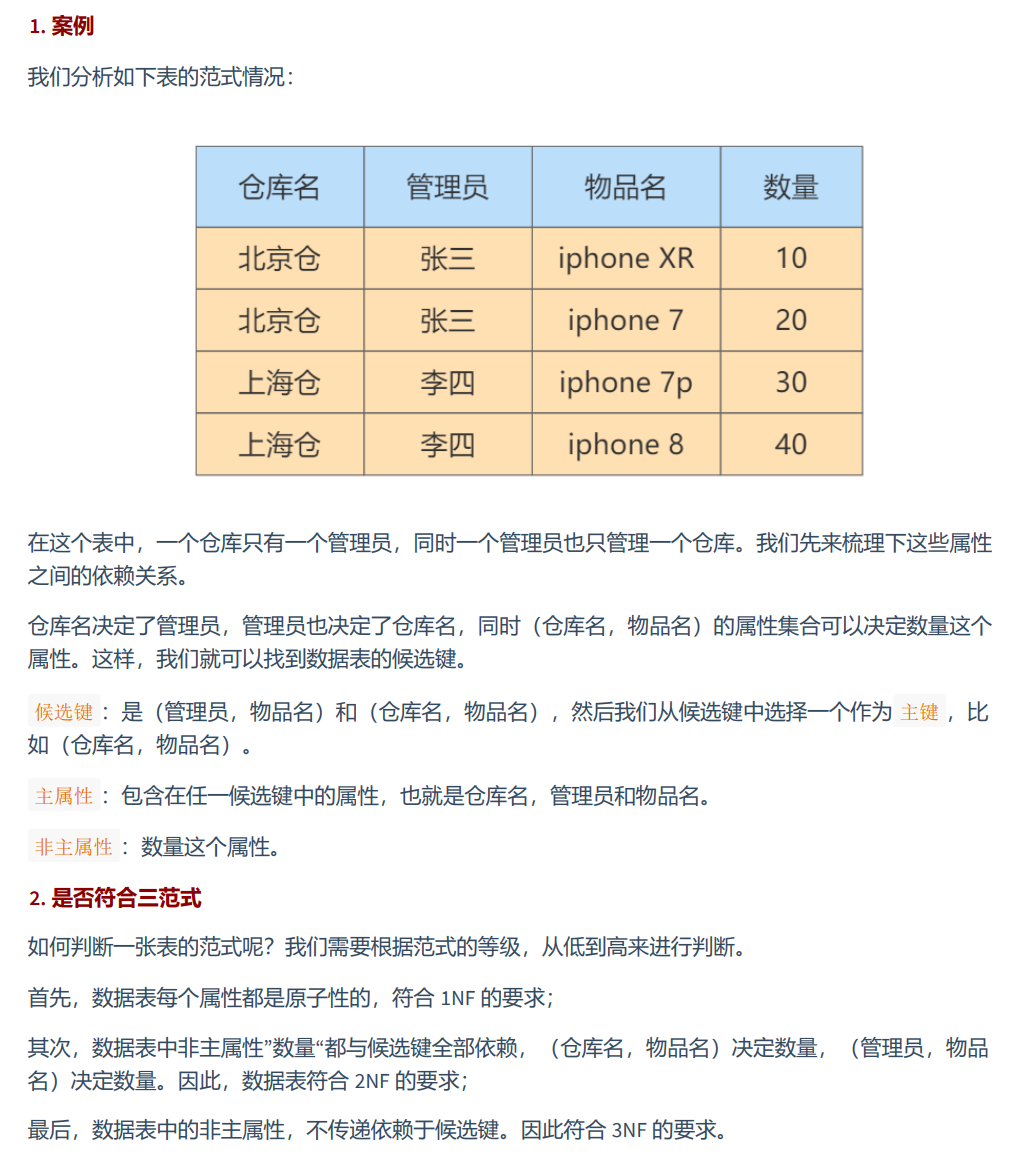 1. 案例
我们分析如下表的范式情况：
仓库名 管理员 物品名 数量
北京仓 张三 iphone XR 10
北京仓 张三 iphone 7 20
上海仓 李四 iphone 7p 30
上海仓 李四 iphone 8 40
在这个表中，一个仓库只有一个管理员，同时一个管理员也只管理一个仓库。我们先来梳理下这些属性
之间的依赖关系。
仓库名决定了管理员，管理员也决定了仓库名，同时（仓库名，物品名）的属性集合可以决定数量这个
属性。这样，我们就可以找到数据表的候选键。
候选键：是（管理员，物品名）和（仓库名，物品名），然后我们从候选键中选择一个作为 主键 ，比
如（仓库名，物品名）。
主属性：包含在任一候选键中的属性，也就是仓库名，管理员和物品名。
非主属性：数量这个属性。
2. 是否符合三范式
如何判断一张表的范式呢？我们需要根据范式的等级，从低到高来进行判断。
首先，数据表每个属性都是原子性的，符合 1NF 的要求；
其次，数据表中非主属性”数量“都与候选键全部依赖，（仓库名，物品名）决定数量，（管理员，物品
名）决定数量。因此，数据表符合 2NF 的要求；
最后，数据表中的非主属性，不传递依赖于候选键。因此符合 3NF 的要求。